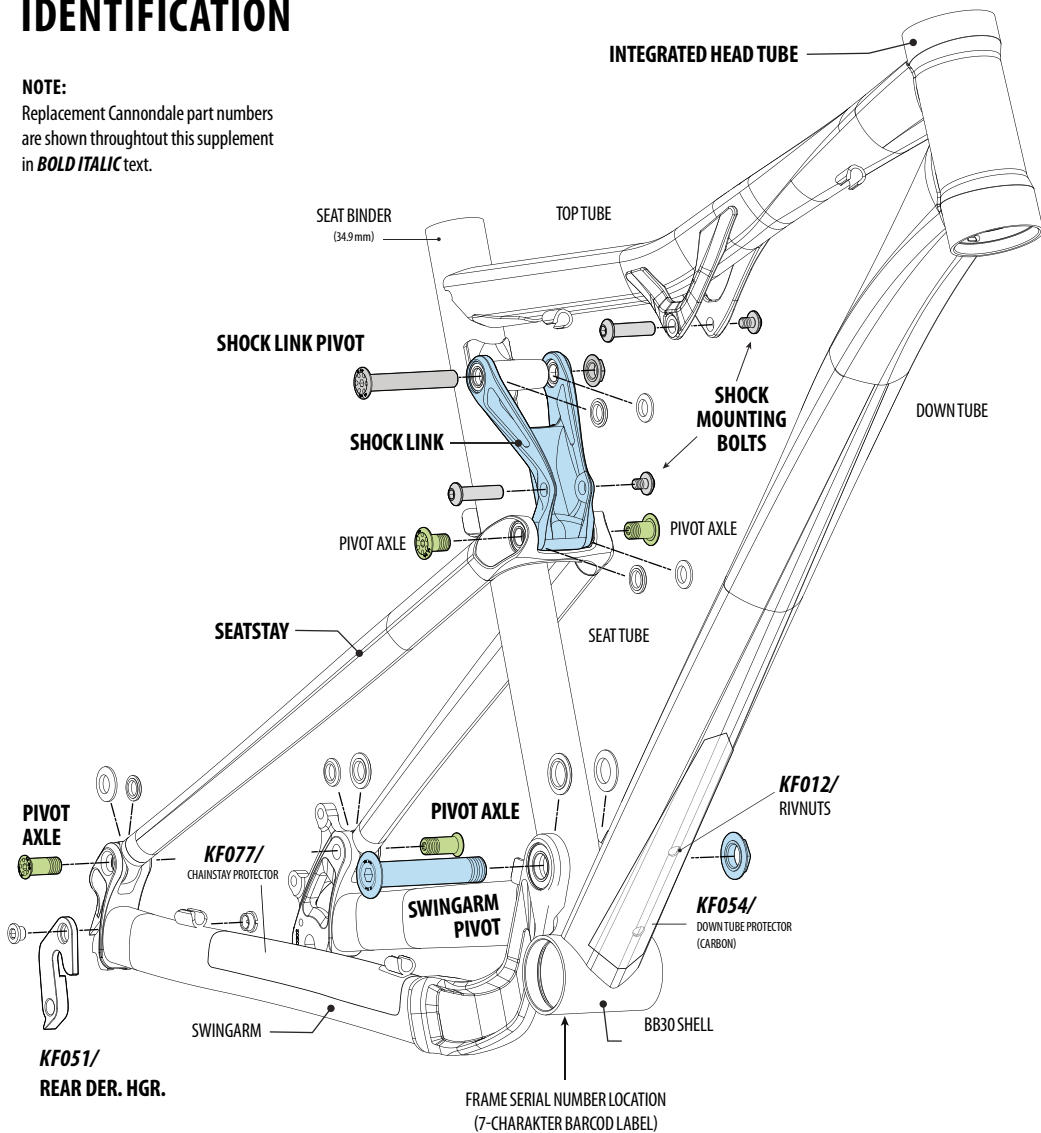 IDENTIFICATION
NOTE:
Replacement Cannondale part numbers
are shown throughtout this supplement
in BOLD ITALIC text.
INTEGRATED HEAD TUBE
SEAT BINDER
(34.9 mm)
TOP TUBE
SHOCK LINK PIVOT
SHOCK
MOUNTING
BOLTS
DOWN TUBE
SHOCK LINK
PIVOT AXLE
PIVOT AXLE
SEATSTAY
SEAT TUBE
KF012/
RIVNUTS
PIVOT
AXLE
PIVOT AXLE
KF077/
CHAINSTAY PROTECTOR
SWINGARM
PIVOT
KF054/
DOWN TUBE PROTECTOR
(CARBON)
SWINGARM
BB30 SHELL
KF051/
REAR DER. HGR.
FRAME SERIAL NUMBER LOCATION
(7-CHARAKTER BARCOD LABEL)